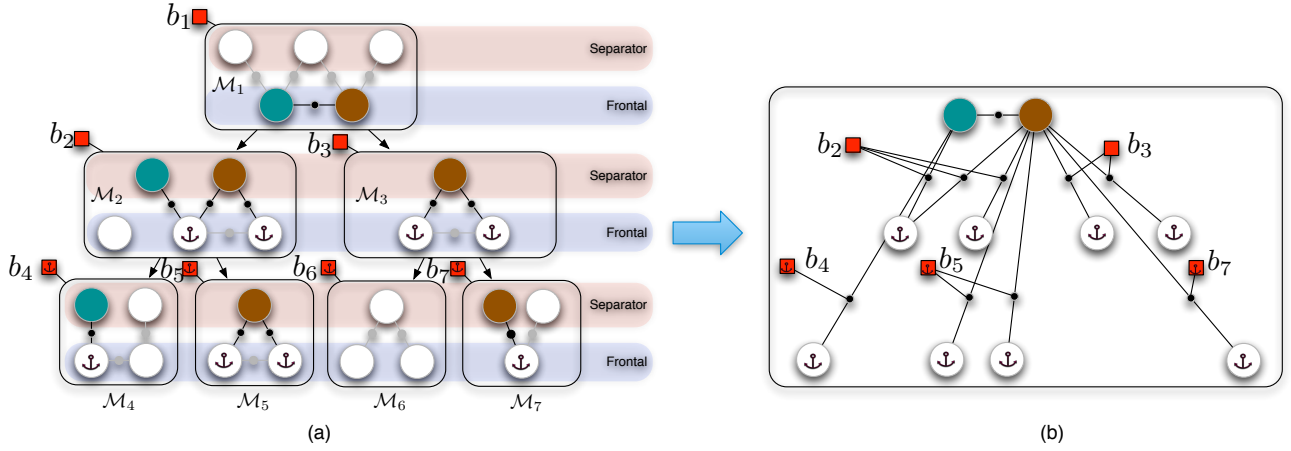 b₁
Separator
M₁
Frontal
b₂
b₃
b₂
b₃
M₂
M₃
Separator
Frontal
b₄
b₅
b₆
b₇
b₄
b₅
b₇
Separator
Frontal
M₄
M₅
M₆
M₇
(a)
(b)